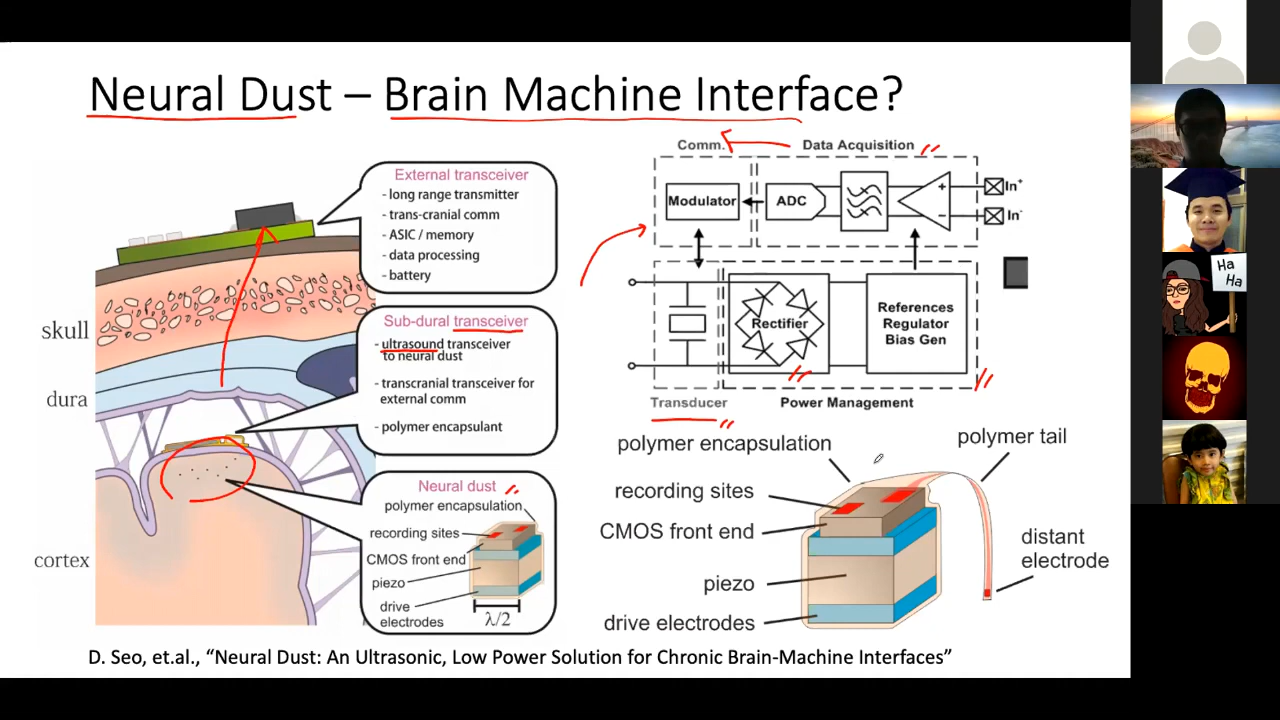 Neural Dust – Brain Machine Interface?
External transceiver
- long range transmitter
- trans-cranial comm
- ASIC / memory
- data processing
- battery
Sub-dural transceiver
- ultrasound transceiver
to neural dust
- transcranial transceiver for
external comm
- polymer encapsulant
Neural dust
polymer encapsulation
recording sites
CMOS front end
piezo
drive
electrodes
λ/2
skull
dura
cortex
Comm.
Data Acquisition
Modulator
ADC
+
-
In+
In-
Rectifier
References
Regulator
Bias Gen
Transducer
Power Management
polymer encapsulation
polymer tail
recording sites
CMOS front end
distant
electrode
piezo
drive electrodes
D. Seo, et.al., “Neural Dust: An Ultrasonic, Low Power Solution for Chronic Brain-Machine Interfaces”
Ha
Ha